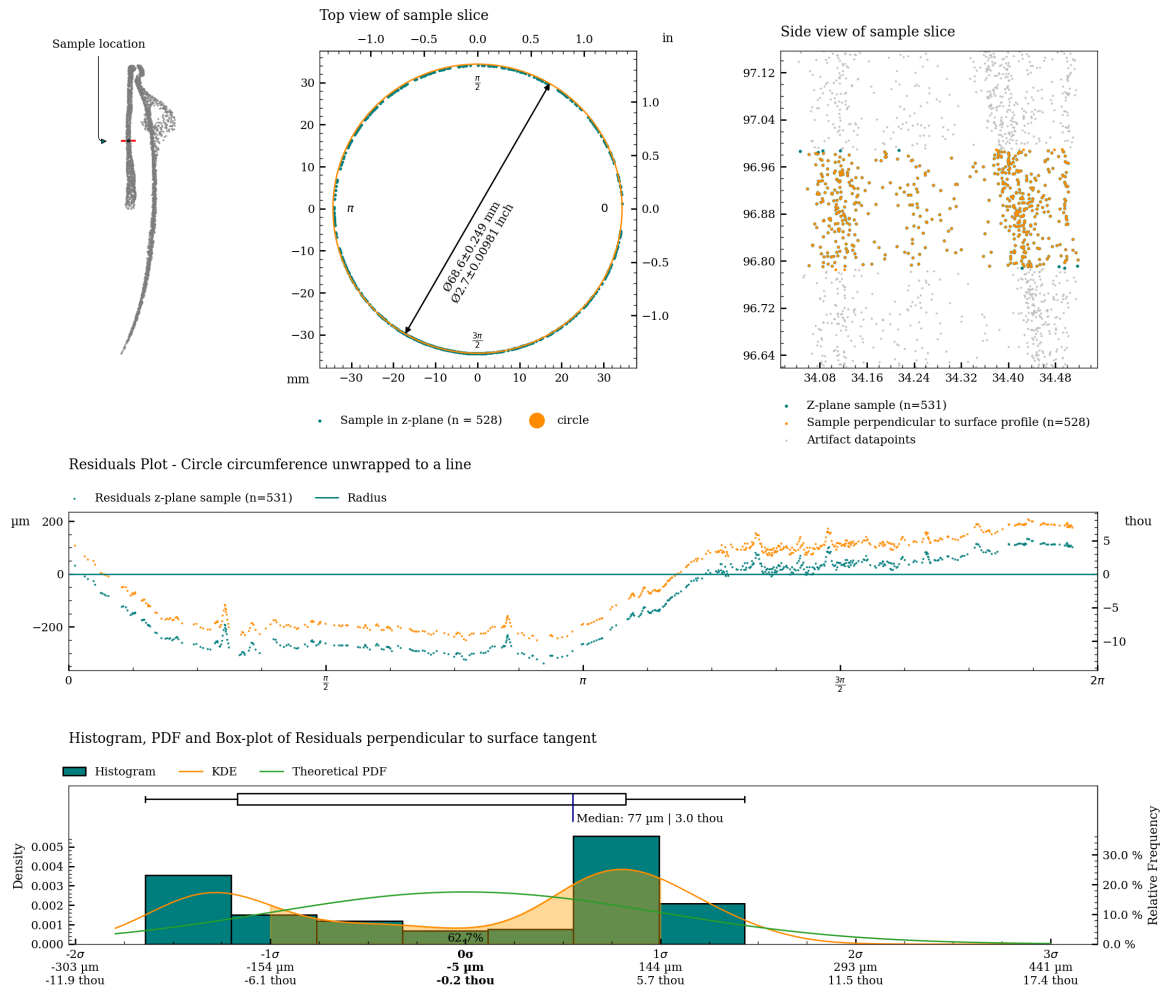 Sample location
Top view of sample slice
−1.0 −0.5 0.0 0.5 1.0 in
30
20
10
0
−10
−20
−30
π/2
π
0
3π/2
Ø68.6±0.249 mm
Ø2.7±0.00981 inch
1.0
0.5
0.0
−0.5
−1.0
mm −30 −20 −10 0 10 20 30
Sample in z-plane (n = 528) circle
Side view of sample slice
97.12
97.04
96.96
96.88
96.80
96.72
96.64
34.08 34.16 34.24 34.32 34.40 34.48
Z-plane sample (n=531)
Sample perpendicular to surface profile (n=528)
Artifact datapoints
Residuals Plot - Circle circumference unwrapped to a line
Residuals z-plane sample (n=531) Radius
µm
200
0
−200
thou
5
0
−5
−10
0 π/2 π 3π/2 2π
Histogram, PDF and Box-plot of Residuals perpendicular to surface tangent
Histogram KDE Theoretical PDF
Median: 77 µm | 3.0 thou
Density
0.005
0.004
0.003
0.002
0.001
0.000
62.7%
30.0 %
20.0 %
10.0 %
0.0 %
Relative Frequency
-2σ -1σ 0σ 1σ 2σ 3σ
-303 µm -154 µm -5 µm 144 µm 293 µm 441 µm
-11.9 thou -6.1 thou -0.2 thou 5.7 thou 11.5 thou 17.4 thou